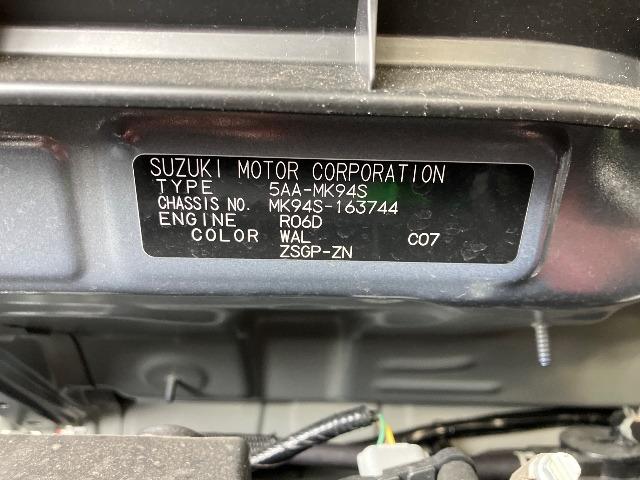 SUZUKI MOTOR CORPORATION
TYPE 5AA-MK94S
CHASSIS NO. MK94S-163744
ENGINE R06D
COLOR WAL C07
ZSGP-ZN